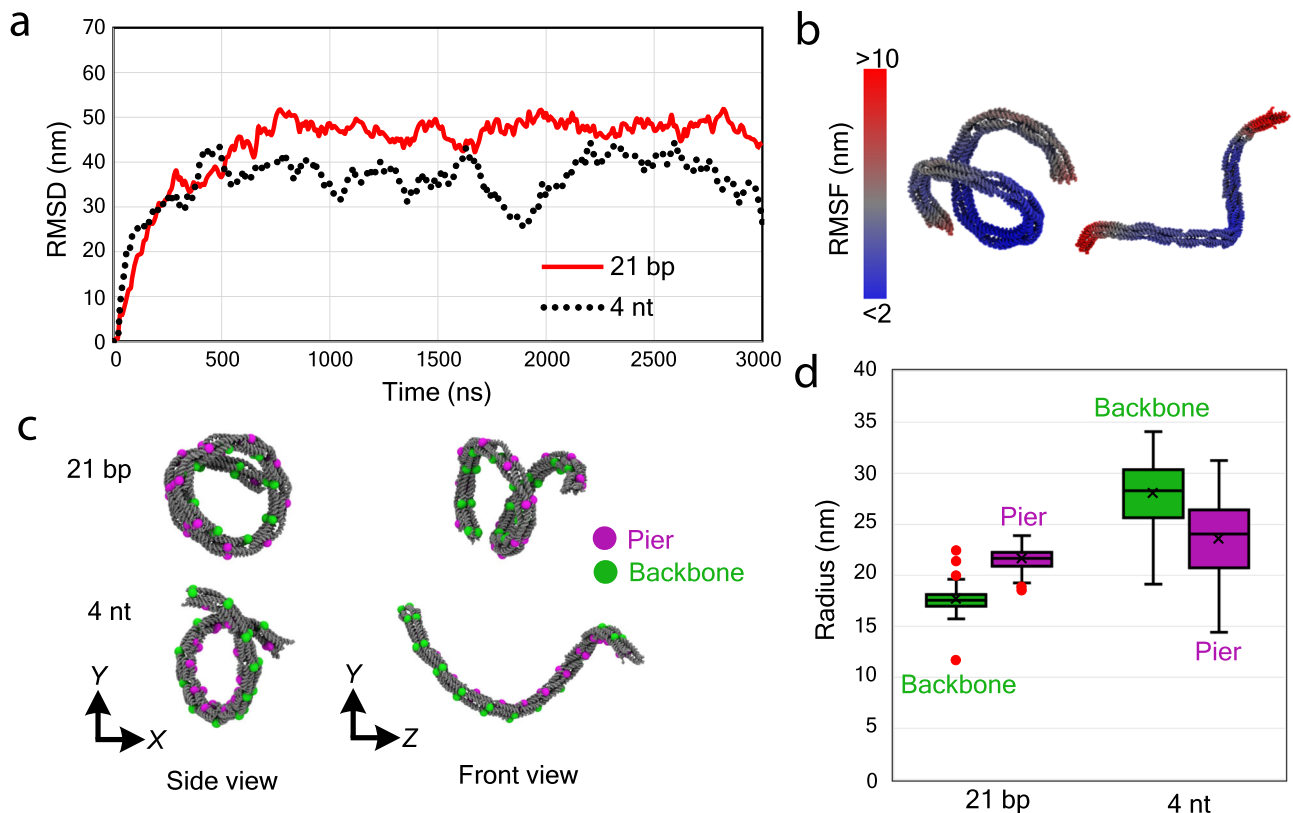 a
70
60
50
40
30
20
10
0
RMSD (nm)
0 500 1000 1500 2000 2500 3000
Time (ns)
21 bp
4 nt
b
>10
RMSF (nm)
<2
c
21 bp
4 nt
Pier
Backbone
Y
X
Y
Z
Side view
Front view
d
40
35
30
25
20
15
10
5
0
Radius (nm)
Backbone
Pier
Backbone
Pier
21 bp
4 nt